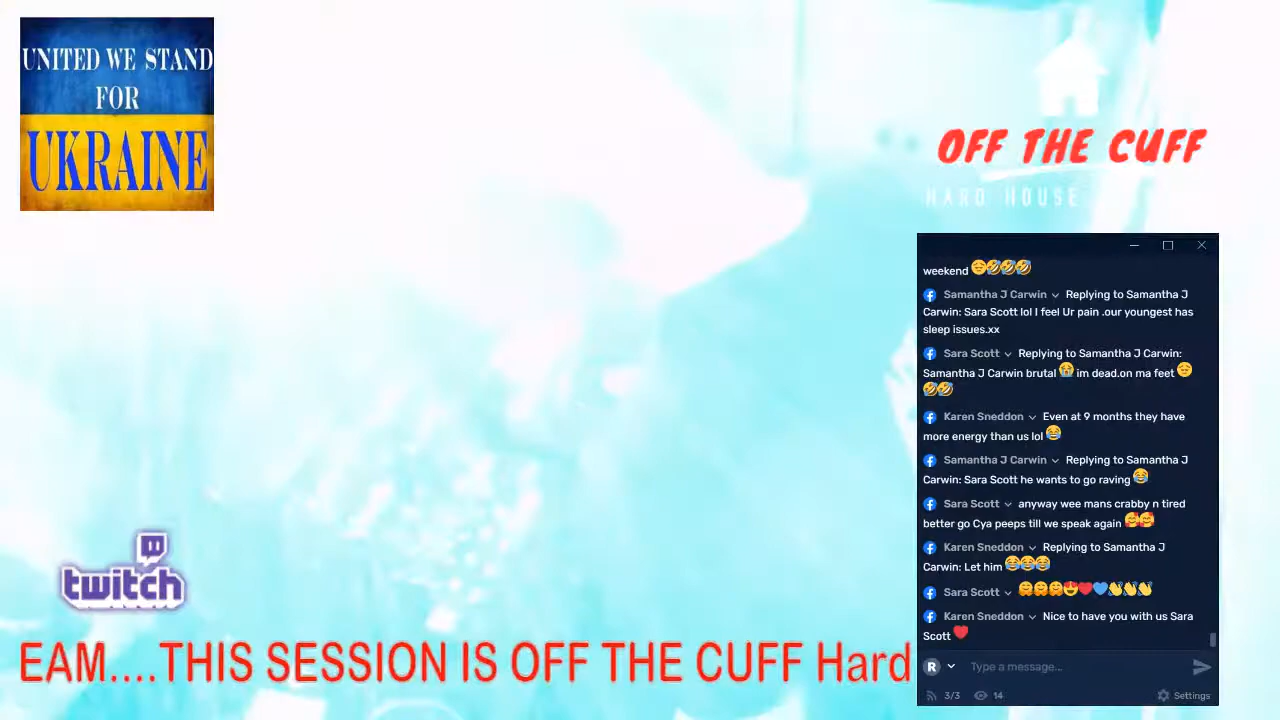 UNITED WE STAND
FOR
UKRAINE
OFF THE CUFF
HARD HOUSE
weekend 😌🤣🤣🤣
Samantha J Carwin Replying to Samantha J
Carwin: Sara Scott lol I feel Ur pain .our youngest has
sleep issues.xx
Sara Scott Replying to Samantha J Carwin:
Samantha J Carwin brutal 😭 im dead.on ma feet 😌
🤣🤣
Karen Sneddon Even at 9 months they have
more energy than us lol 😂
Samantha J Carwin Replying to Samantha J
Carwin: Sara Scott he wants to go raving 😂
Sara Scott anyway wee mans crabby n tired
better go Cya peeps till we speak again 🥰🥰
Karen Sneddon Replying to Samantha J
Carwin: Let him 😂😂😂
Sara Scott 🤗🤗🤗😍❤️💙👋👋👋
Karen Sneddon Nice to have you with us Sara
Scott ❤️
R Type a message...
3/3 14 Settings
twitch
EAM....THIS SESSION IS OFF THE CUFF Hard